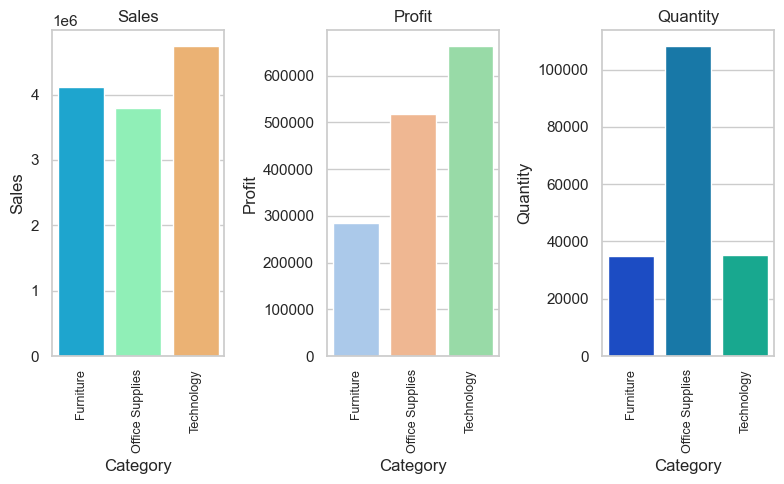 Sales
1e6
4
3
2
1
0
Sales
Furniture
Office Supplies
Technology
Category
Profit
600000
500000
400000
300000
200000
100000
0
Profit
Furniture
Office Supplies
Technology
Category
Quantity
100000
80000
60000
40000
20000
0
Quantity
Furniture
Office Supplies
Technology
Category